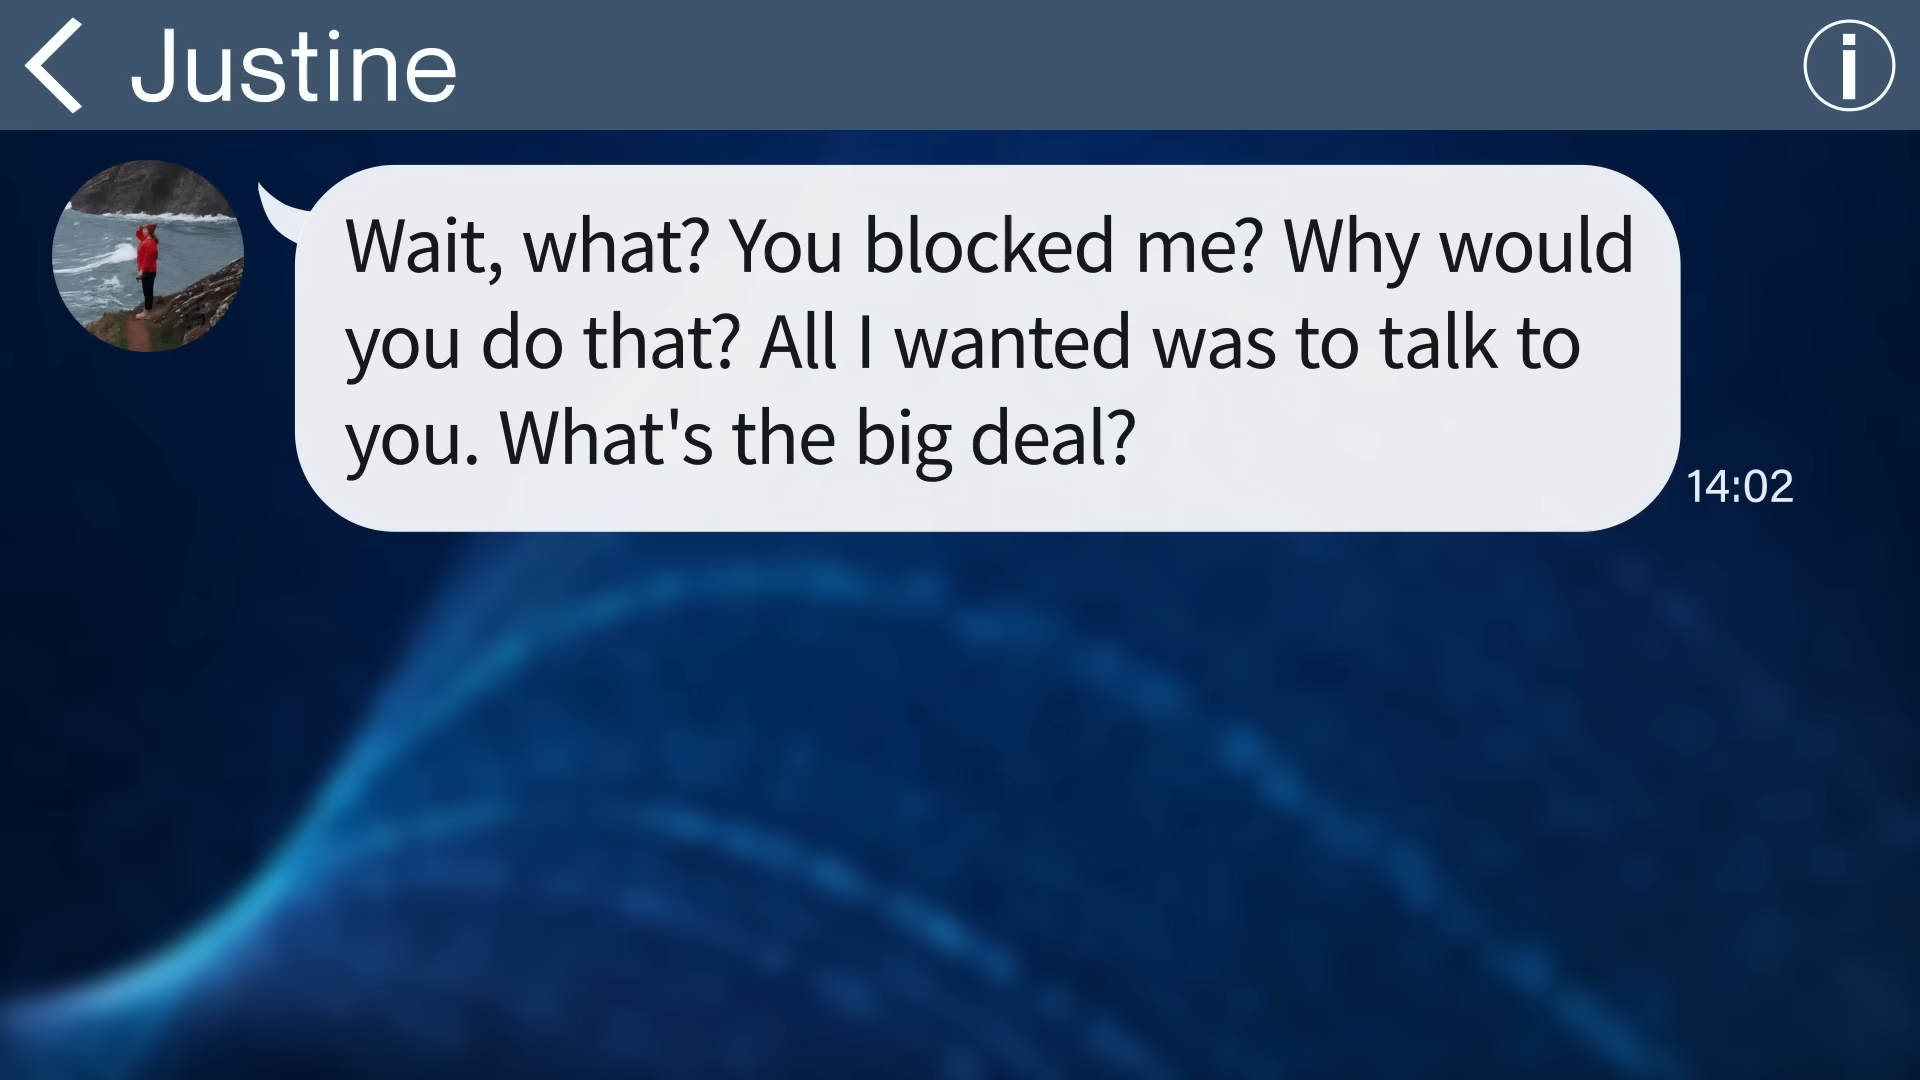 Justine
Wait, what? You blocked me? Why would
you do that? All I wanted was to talk to
you. What's the big deal?
14:02